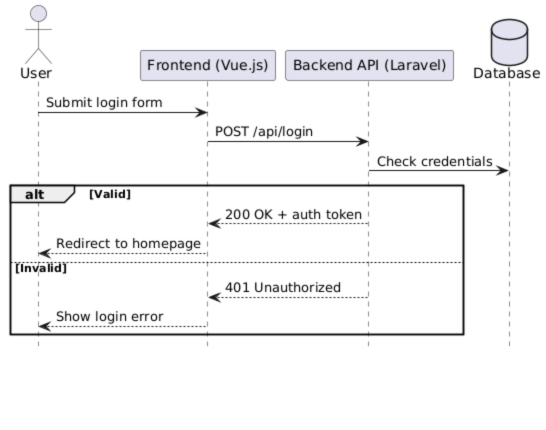 User
Frontend (Vue.js)
Backend API (Laravel)
Database
Submit login form
POST /api/login
Check credentials
alt
[Valid]
200 OK + auth token
Redirect to homepage
[Invalid]
401 Unauthorized
Show login error